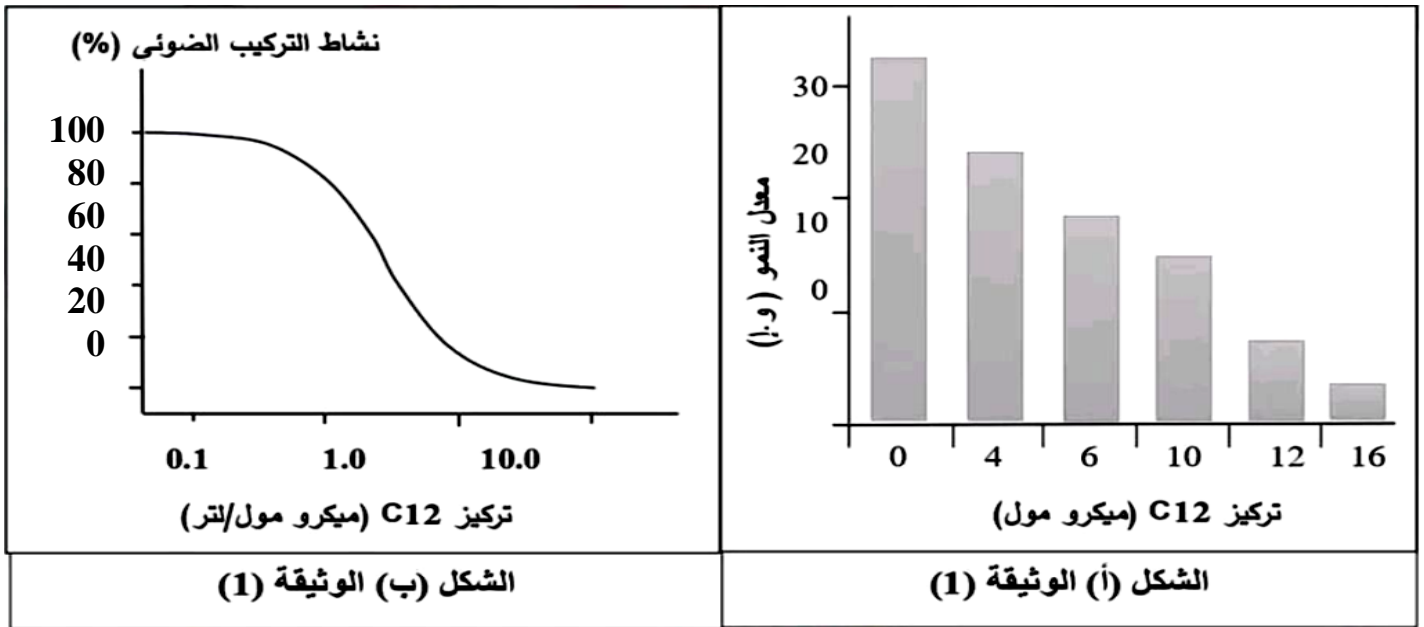 نشاط التركيب الضوئي (%)
100
80
60
40
20
0
0.1 1.0 10.0
تركيز C12 (ميكرو مول/لتر)
الشكل (ب) الوثيقة (1)
معدل النمو ( و.إ)
30
20
10
0
0 4 6 10 12 16
تركيز C12 (ميكرو مول)
الشكل (أ) الوثيقة (1)